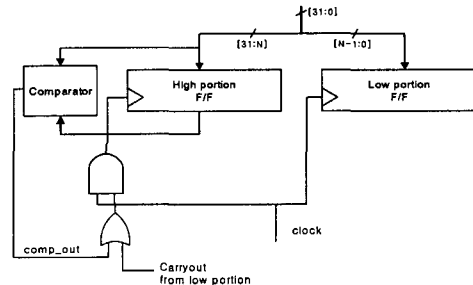 [31:0]
[31:N]
[N-1:0]
Comparator
High portion
F/F
Low portion
F/F
clock
comp_out
Carryout
from low portion